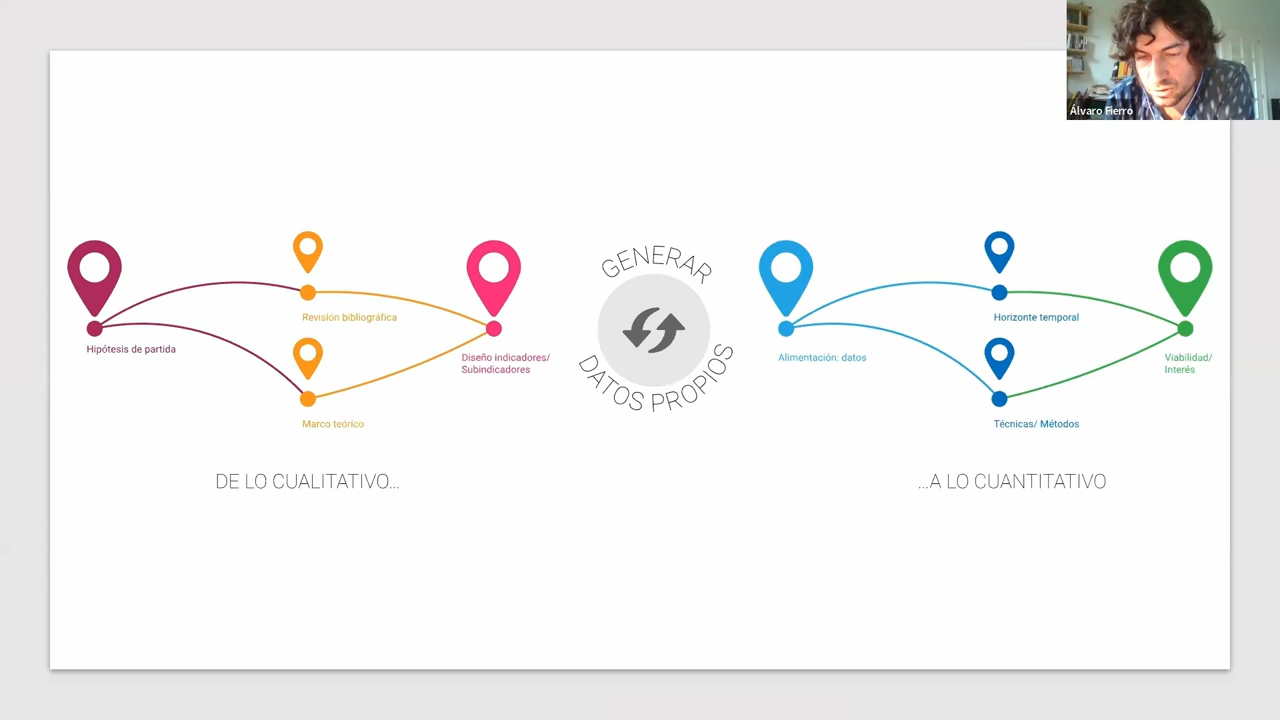 Álvaro Fierro
Hipótesis de partida
Revisión bibliográfica
Marco teórico
Diseño indicadores/
Subindicadores
DE LO CUALITATIVO...
GENERAR
DATOS PROPIOS
Alimentación: datos
Horizonte temporal
Técnicas/ Métodos
Viabilidad/
Interés
...A LO CUANTITATIVO